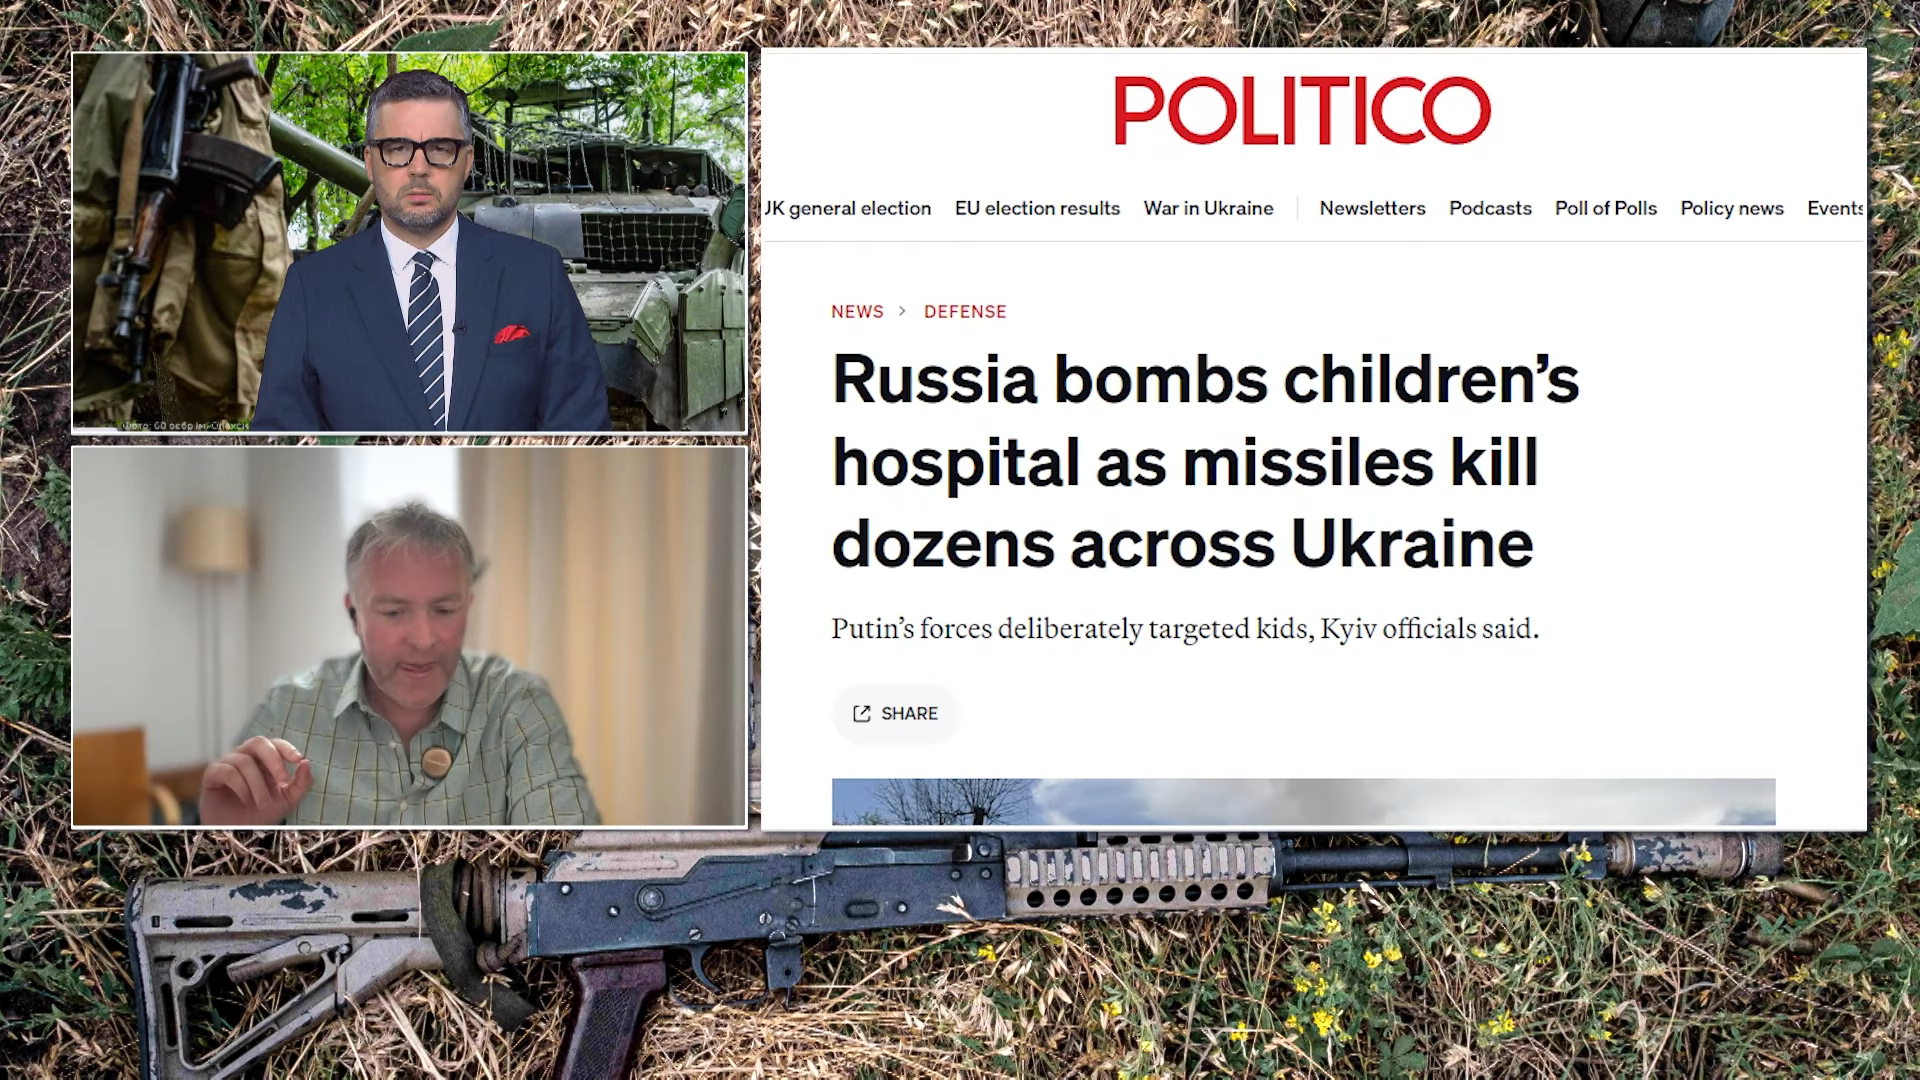 POLITICO
UK general election
EU election results
War in Ukraine
Newsletters
Podcasts
Poll of Polls
Policy news
Events
NEWS > DEFENSE
Russia bombs children's
hospital as missiles kill
dozens across Ukraine
Putin's forces deliberately targeted kids, Kyiv officials said.
SHARE